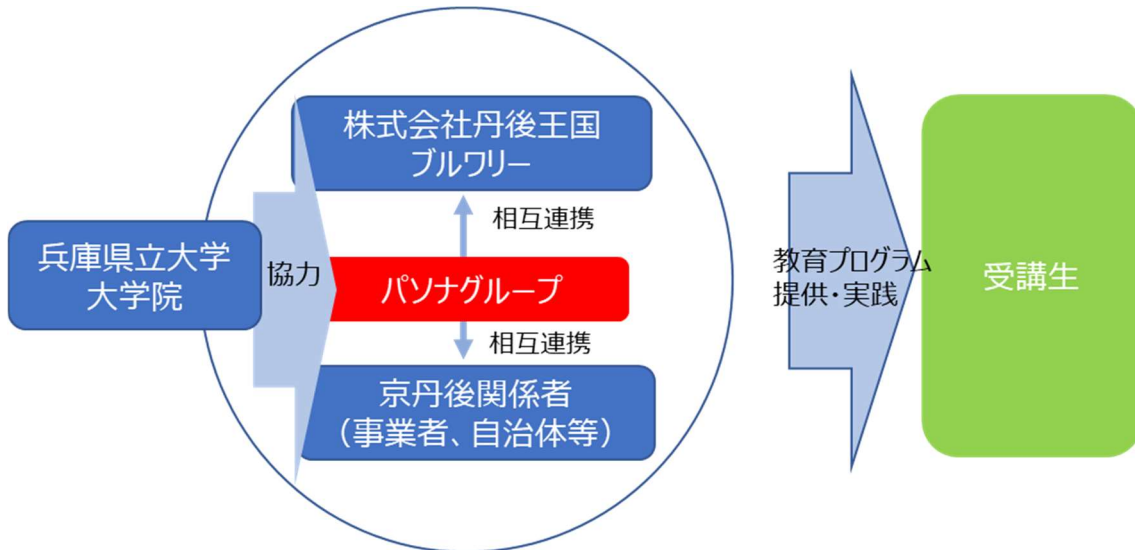 兵庫県立大学
大学院
協力
株式会社丹後王国
ブルワリー
相互連携
パソナグループ
相互連携
京丹後関係者
（事業者、自治体等）
教育プログラム
提供・実践
受講生